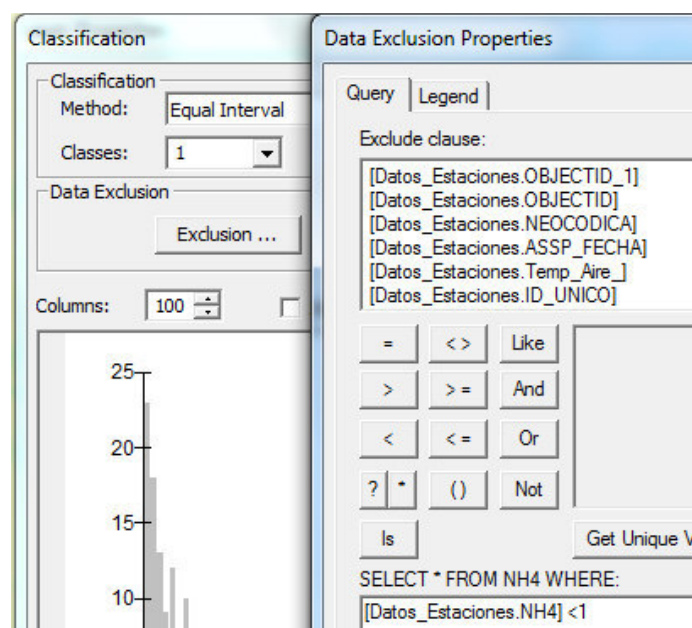 Classification
Classification
Method:
Equal Interval
Classes:
1
Data Exclusion
Exclusion ...
Columns:
100
25
20
15
10
Data Exclusion Properties
Query
Legend
Exclude clause:
[Datos_Estaciones.OBJECTID_1]
[Datos_Estaciones.OBJECTID]
[Datos_Estaciones.NEOCODICA]
[Datos_Estaciones.ASSP_FECHA]
[Datos_Estaciones.Temp_Aire_]
[Datos_Estaciones.ID_UNICO]
= < > Like
> > = And
< < = Or
? * ( ) Not
Is
Get Unique V
SELECT * FROM NH4 WHERE:
[Datos_Estaciones.NH4] <1